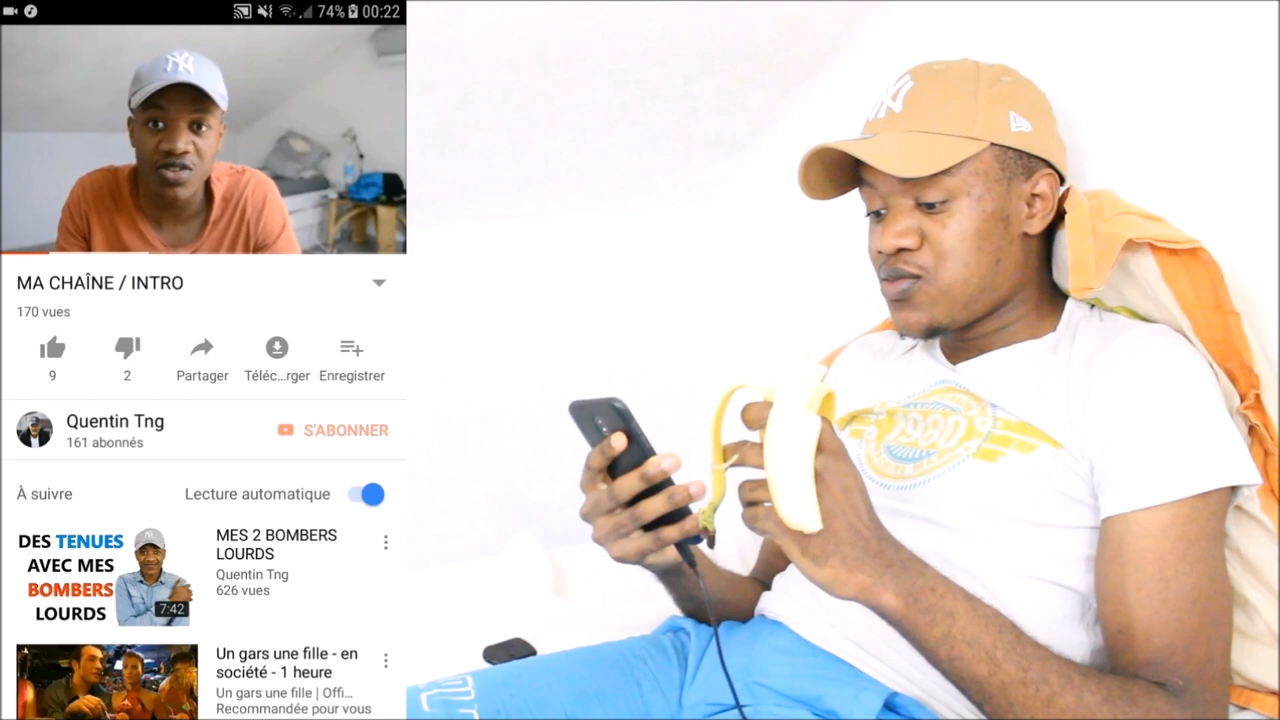 74% 00:22
NY
MA CHAÎNE / INTRO
170 vues
9
2
Partager
Téléc...rger
Enregistrer
Quentin Tng
161 abonnés
S'ABONNER
À suivre
Lecture automatique
DES TENUES
AVEC MES
BOMBERS
LOURDS
7:42
MES 2 BOMBERS
LOURDS
Quentin Tng
626 vues
Un gars une fille - en
société - 1 heure
Un gars une fille | Offi...
Recommandée pour vous
NY
1980